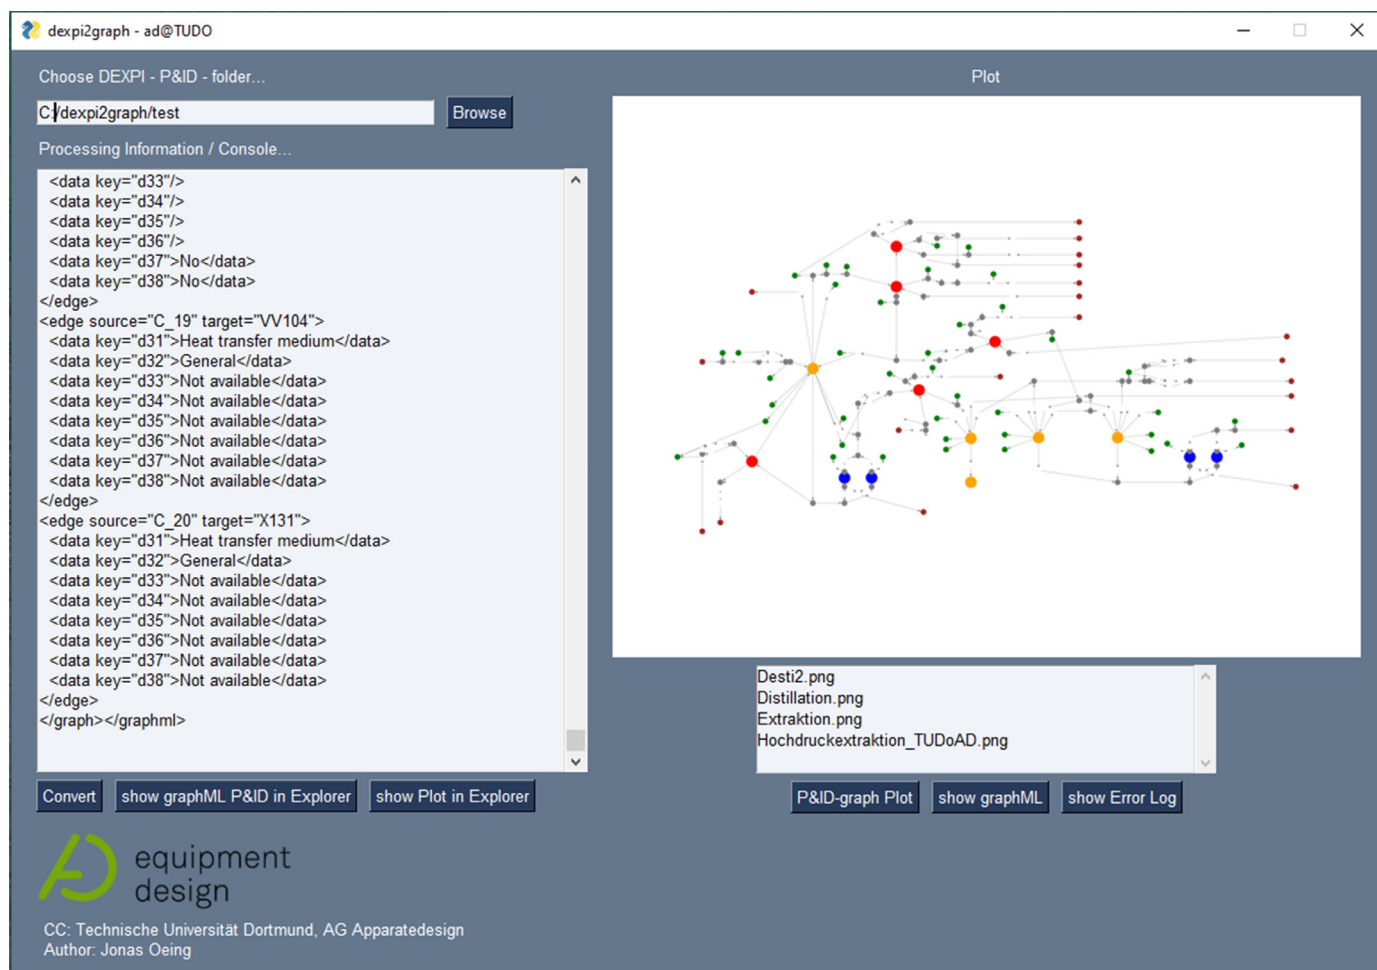 dexpi2graph - ad@TUDO
Choose DEXPI - P&ID - folder...
C:/dexpi2graph/test
Browse
Processing Information / Console...
<data key="d33"/>
<data key="d34"/>
<data key="d35"/>
<data key="d36"/>
<data key="d37">No</data>
<data key="d38">No</data>
</edge>
<edge source="C_19" target="VV104">
<data key="d31">Heat transfer medium</data>
<data key="d32">General</data>
<data key="d33">Not available</data>
<data key="d34">Not available</data>
<data key="d35">Not available</data>
<data key="d36">Not available</data>
<data key="d37">Not available</data>
<data key="d38">Not available</data>
</edge>
<edge source="C_20" target="X131">
<data key="d31">Heat transfer medium</data>
<data key="d32">General</data>
<data key="d33">Not available</data>
<data key="d34">Not available</data>
<data key="d35">Not available</data>
<data key="d36">Not available</data>
<data key="d37">Not available</data>
<data key="d38">Not available</data>
</edge>
</graph></graphml>
Convert
show graphML P&ID in Explorer
show Plot in Explorer
Plot
Desti2.png
Distillation.png
Extraktion.png
Hochdruckextraktion_TUDoAD.png
P&ID-graph Plot
show graphML
show Error Log
equipment
design
CC: Technische Universität Dortmund, AG Apparatedesign
Author: Jonas Oeing